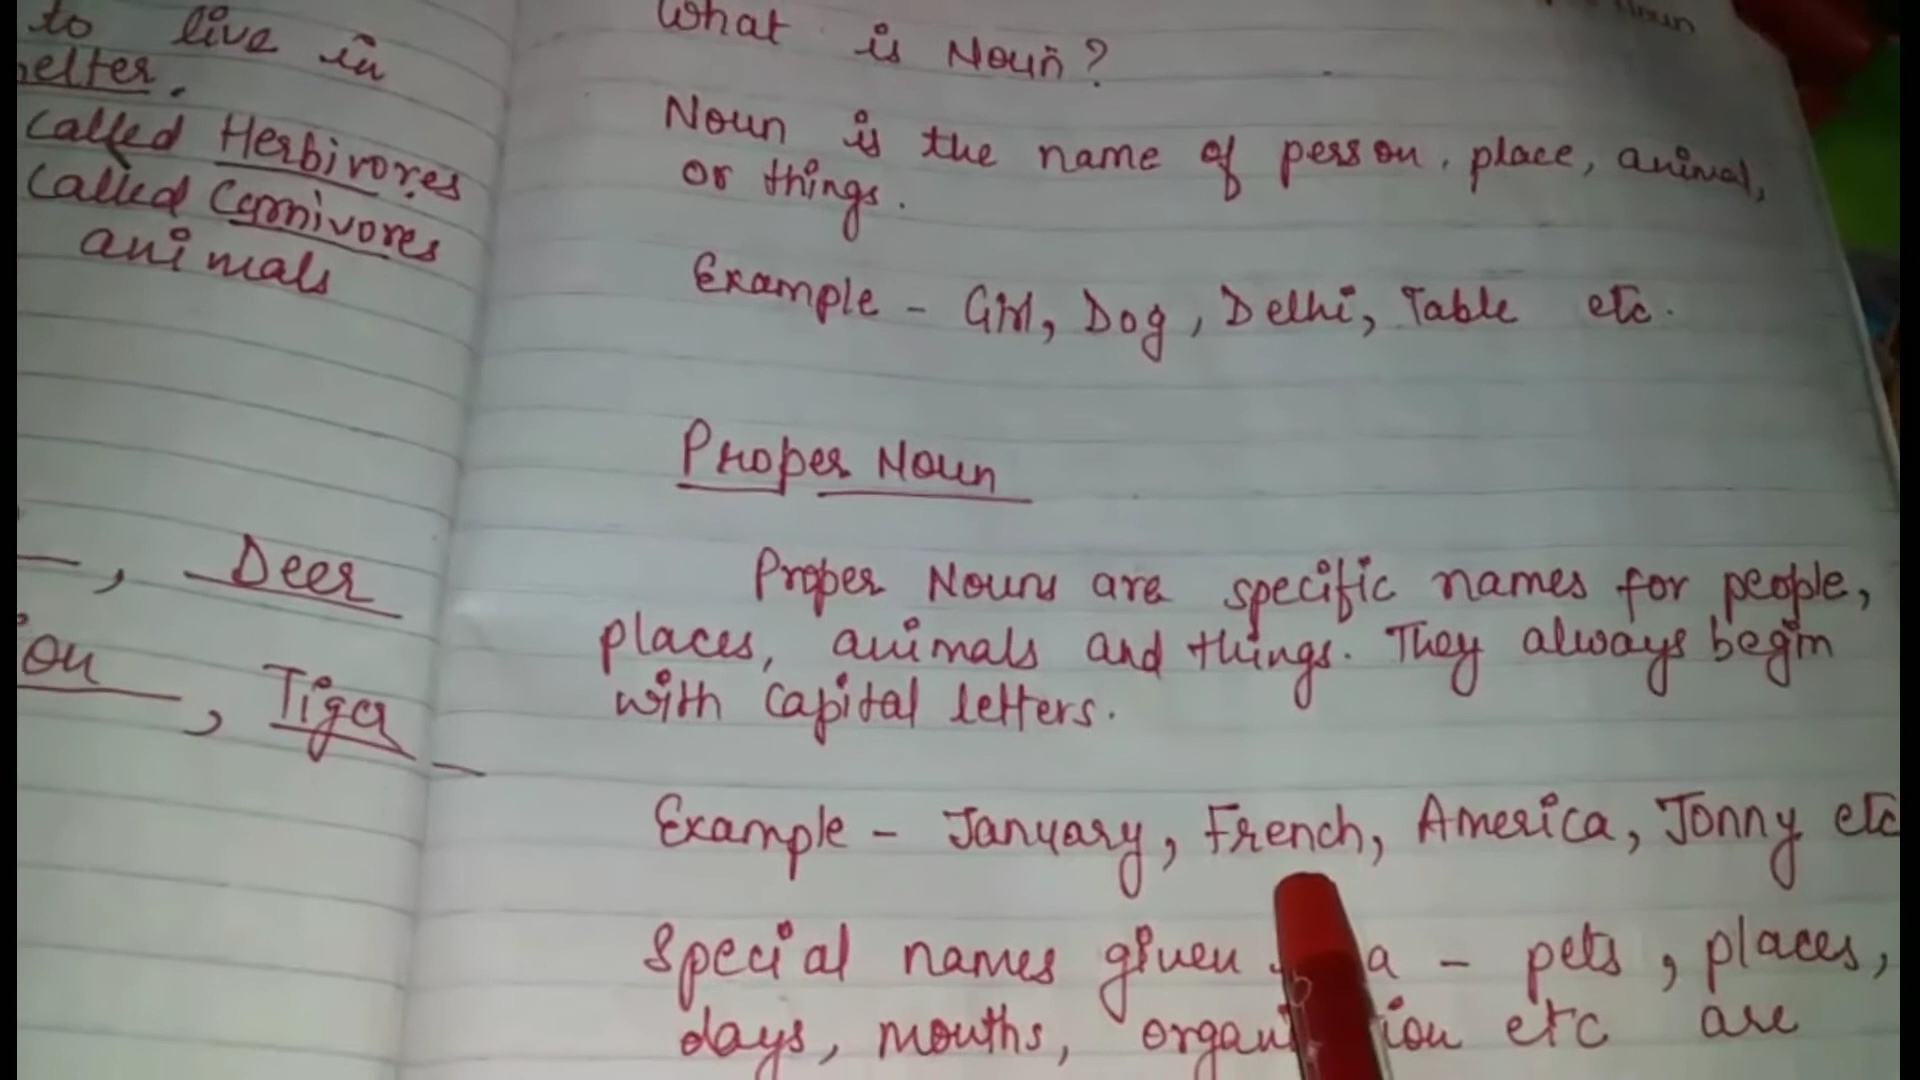 to live in
elter.
called Herbivores
called Carnivores
animals
, Deer
on , Tiger
Noun
What is Noun?
Noun is the name of person, place, animal,
or things.
Example - Girl, Dog, Delhi, Table etc.
Proper Noun
Proper Nouns are specific names for people,
places, animals and things. They always begin
with capital letters.
Example - January, French, America, Jonny etc
Special names given a - pets, places,
days, months, organi ion etc are